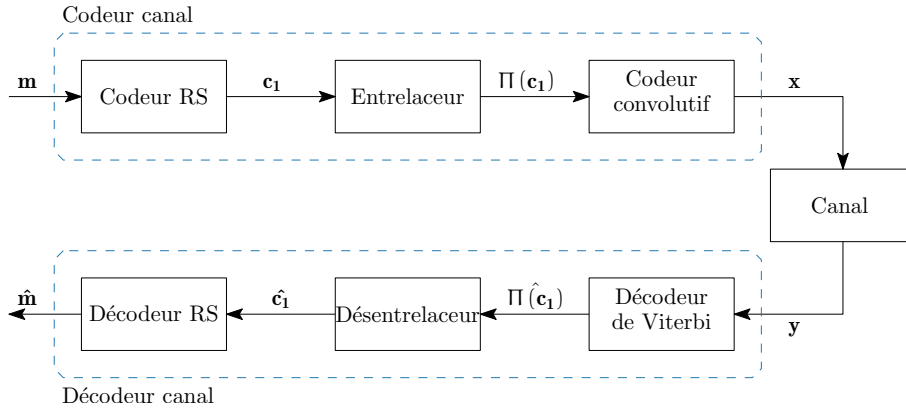 Codeur canal
m
Codeur RS
c₁
Entrelaceur
Π (c₁)
Codeur
convolutif
x
Canal
m̂
Décodeur RS
ĉ₁
Désentrelaceur
Π (ĉ₁)
Décodeur
de Viterbi
y
Décodeur canal